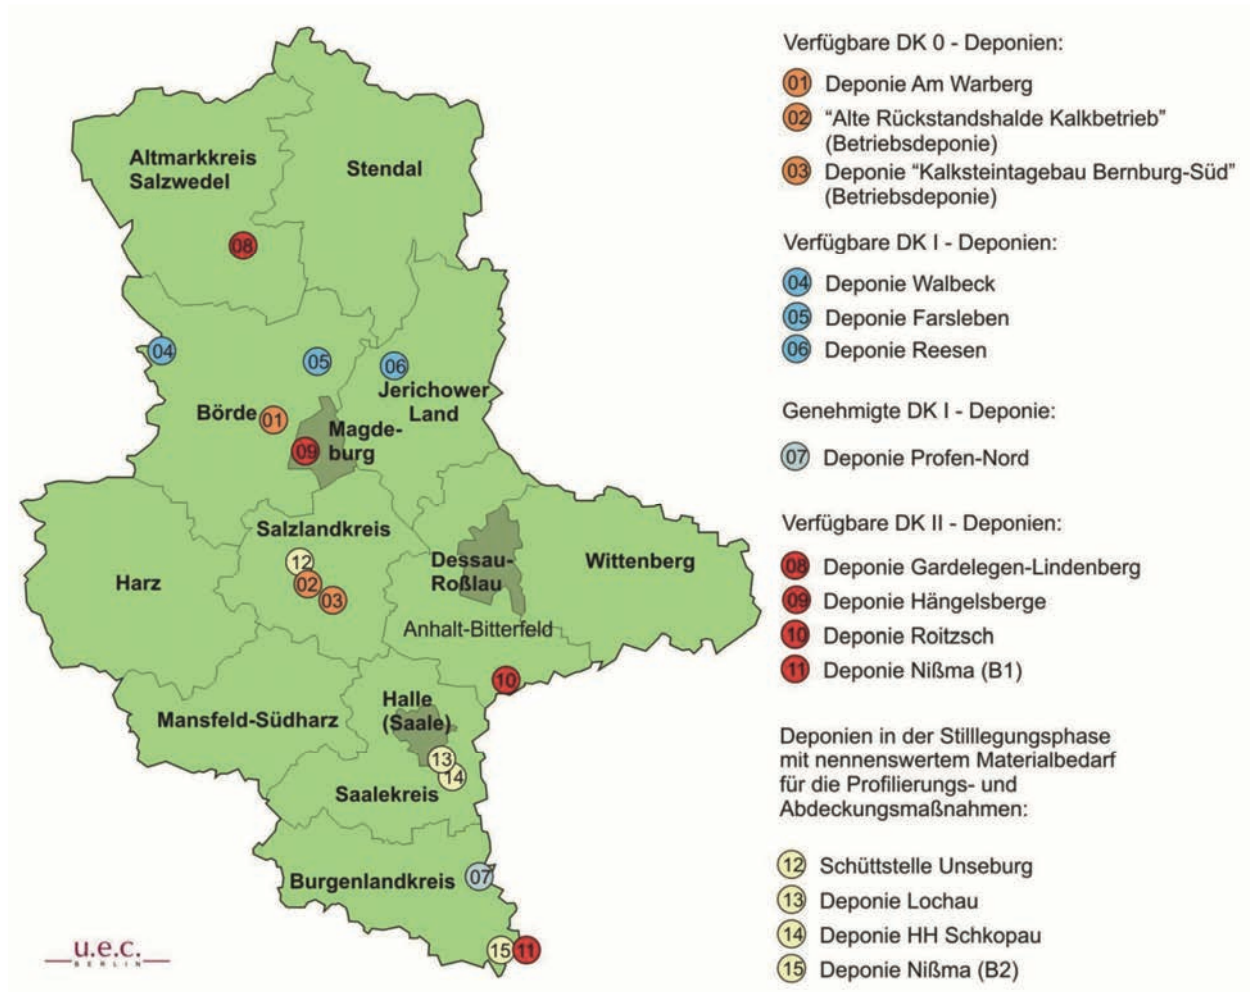 Altmarkkreis
Salzwedel
Stendal
08
04
05
06
Jerichower
Land
Börde
01
Magde-
burg
09
Salzlandkreis
12
02
03
Harz
Dessau-
Roßlau
Wittenberg
Anhalt-Bitterfeld
10
Halle
(Saale)
Mansfeld-Südharz
13
14
Saalekreis
Burgenlandkreis
07
15
11
u.e.c.
BERLIN
Verfügbare DK 0 - Deponien:
01 Deponie Am Warberg
02 “Alte Rückstandshalde Kalkbetrieb”
(Betriebsdeponie)
03 Deponie “Kalksteintagebau Bernburg-Süd”
(Betriebsdeponie)
Verfügbare DK I - Deponien:
04 Deponie Walbeck
05 Deponie Farsleben
06 Deponie Reesen
Genehmigte DK I - Deponie:
07 Deponie Profen-Nord
Verfügbare DK II - Deponien:
08 Deponie Gardelegen-Lindenberg
09 Deponie Hängelsberge
10 Deponie Roitzsch
11 Deponie Nißma (B1)
Deponien in der Stilllegungsphase
mit nennenswertem Materialbedarf
für die Profilierungs- und
Abdeckungsmaßnahmen:
12 Schüttstelle Unseburg
13 Deponie Lochau
14 Deponie HH Schkopau
15 Deponie Nißma (B2)